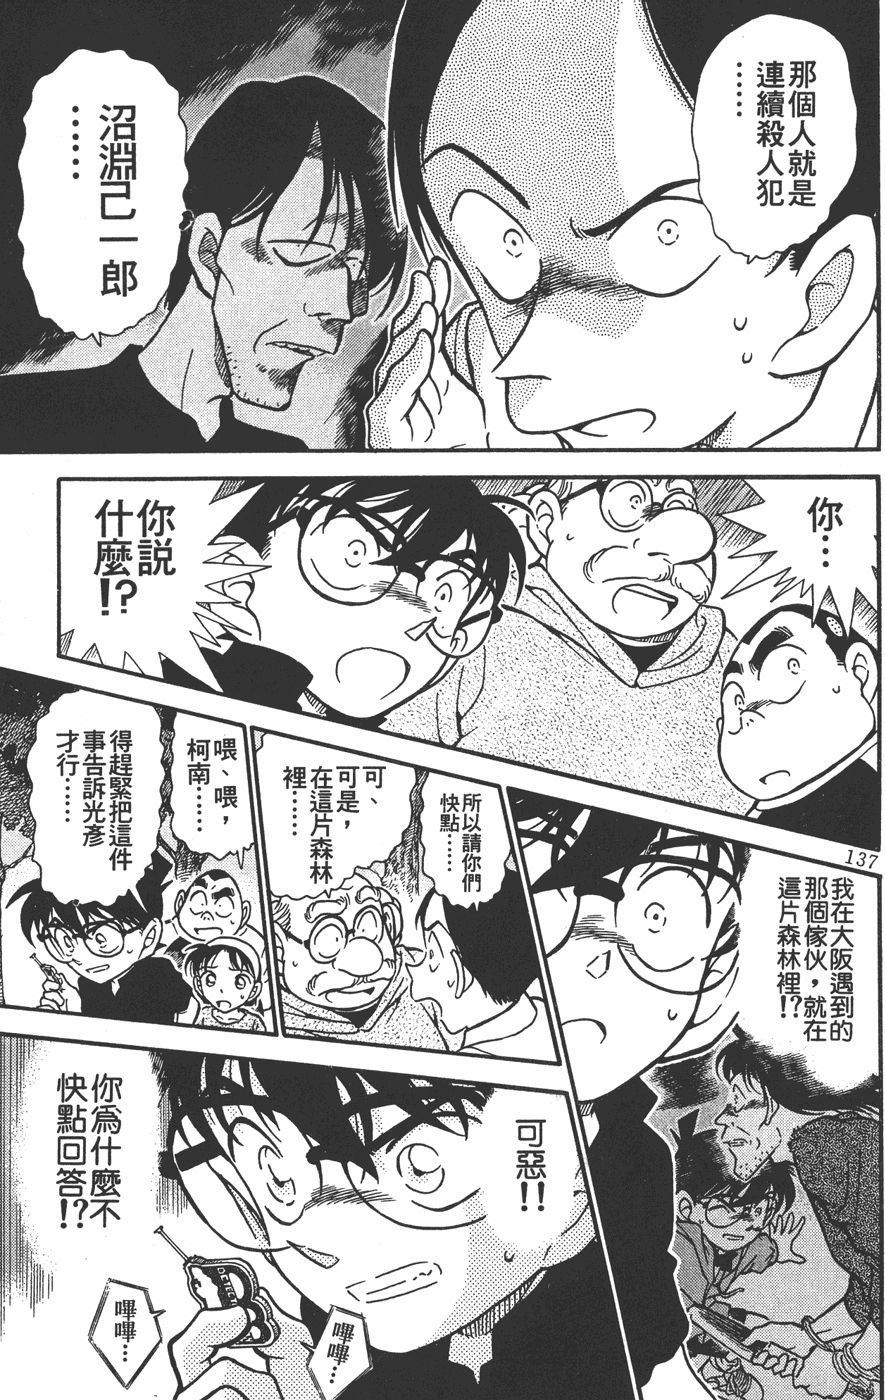 那個人就是
連續殺人犯
……
沼淵己一郎
……
你…
你說
什麼!?
137
我在大阪遇到的
那個傢伙，就在
這片森林裡!?
所以請你們
快點……
可、
可是，
在這片森林
裡……
喂、喂，
柯南……
得趕緊把這件
事告訴光彥
才行……
可惡!!
你為什麼不
快點回答!?
嗶嗶…
嗶嗶…